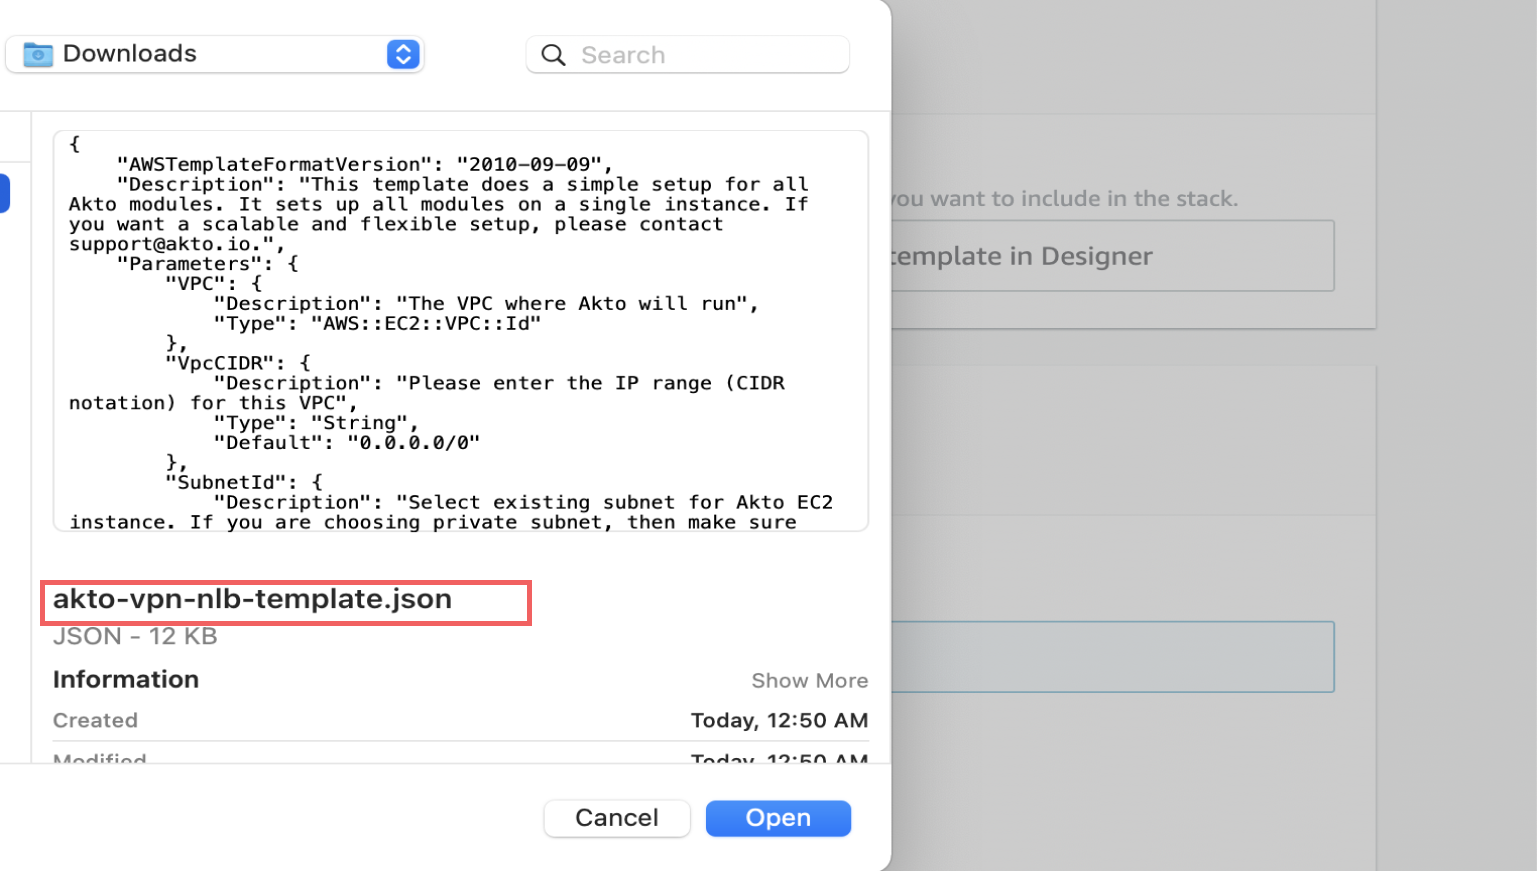 Downloads
Search
{
    "AWSTemplateFormatVersion": "2010-09-09",
    "Description": "This template does a simple setup for all
Akto modules. It sets up all modules on a single instance. If
you want a scalable and flexible setup, please contact
support@akto.io.",
    "Parameters": {
        "VPC": {
            "Description": "The VPC where Akto will run",
            "Type": "AWS::EC2::VPC::Id"
        },
        "VpcCIDR": {
            "Description": "Please enter the IP range (CIDR
notation) for this VPC",
            "Type": "String",
            "Default": "0.0.0.0/0"
        },
        "SubnetId": {
            "Description": "Select existing subnet for Akto EC2
instance. If you are choosing private subnet, then make sure
akto-vpn-nlb-template.json
JSON - 12 KB
Information Show More
Created Today, 12:50 AM
Modified Today, 12:50 AM
Cancel Open
you want to include in the stack.
template in Designer